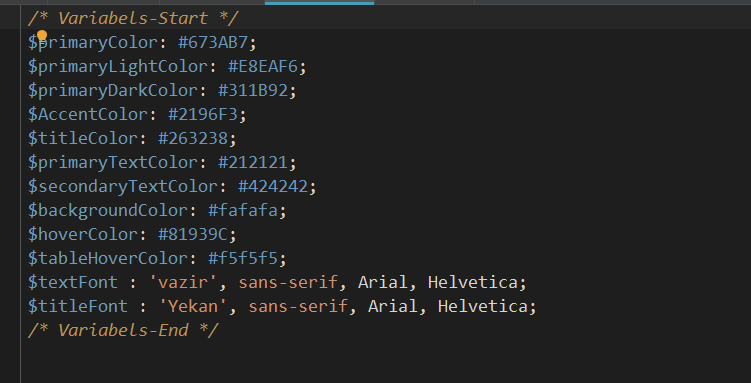 /* Variabels-Start */
$primaryColor: #673AB7;
$primaryLightColor: #E8EAF6;
$primaryDarkColor: #311B92;
$AccentColor: #2196F3;
$titleColor: #263238;
$primaryTextColor: #212121;
$secondaryTextColor: #424242;
$backgroundColor: #fafafa;
$hoverColor: #81939C;
$tableHoverColor: #f5f5f5;
$textFont : 'vazir', sans-serif, Arial, Helvetica;
$titleFont : 'Yekan', sans-serif, Arial, Helvetica;
/* Variabels-End */